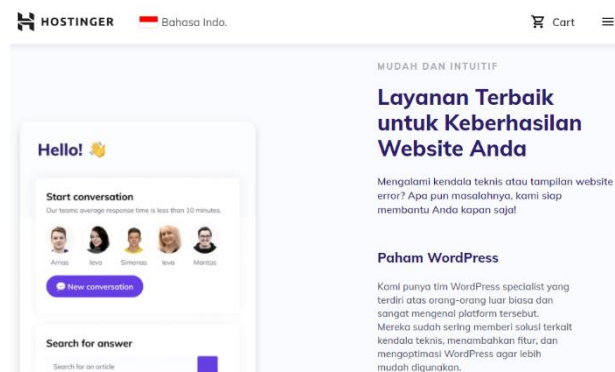 HOSTINGER
Bahasa Indo.
Cart
Hello!
Start conversation
Our teams average response time is less than 10 minutes.
Arnas Ieva Simonas Ieva Mantas
New conversation
Search for answer
Search for an article
MUDAH DAN INTUITIF
Layanan Terbaik
untuk Keberhasilan
Website Anda
Mengalami kendala teknis atau tampilan website
error? Apa pun masalahnya, kami siap
membantu Anda kapan saja!
Paham WordPress
Kami punya tim WordPress specialist yang
terdiri atas orang-orang luar biasa dan
sangat mengenal platform tersebut.
Mereka sudah sering memberi solusi terkait
kendala teknis, menambahkan fitur, dan
mengoptimasi WordPress agar lebih
mudah digunakan.